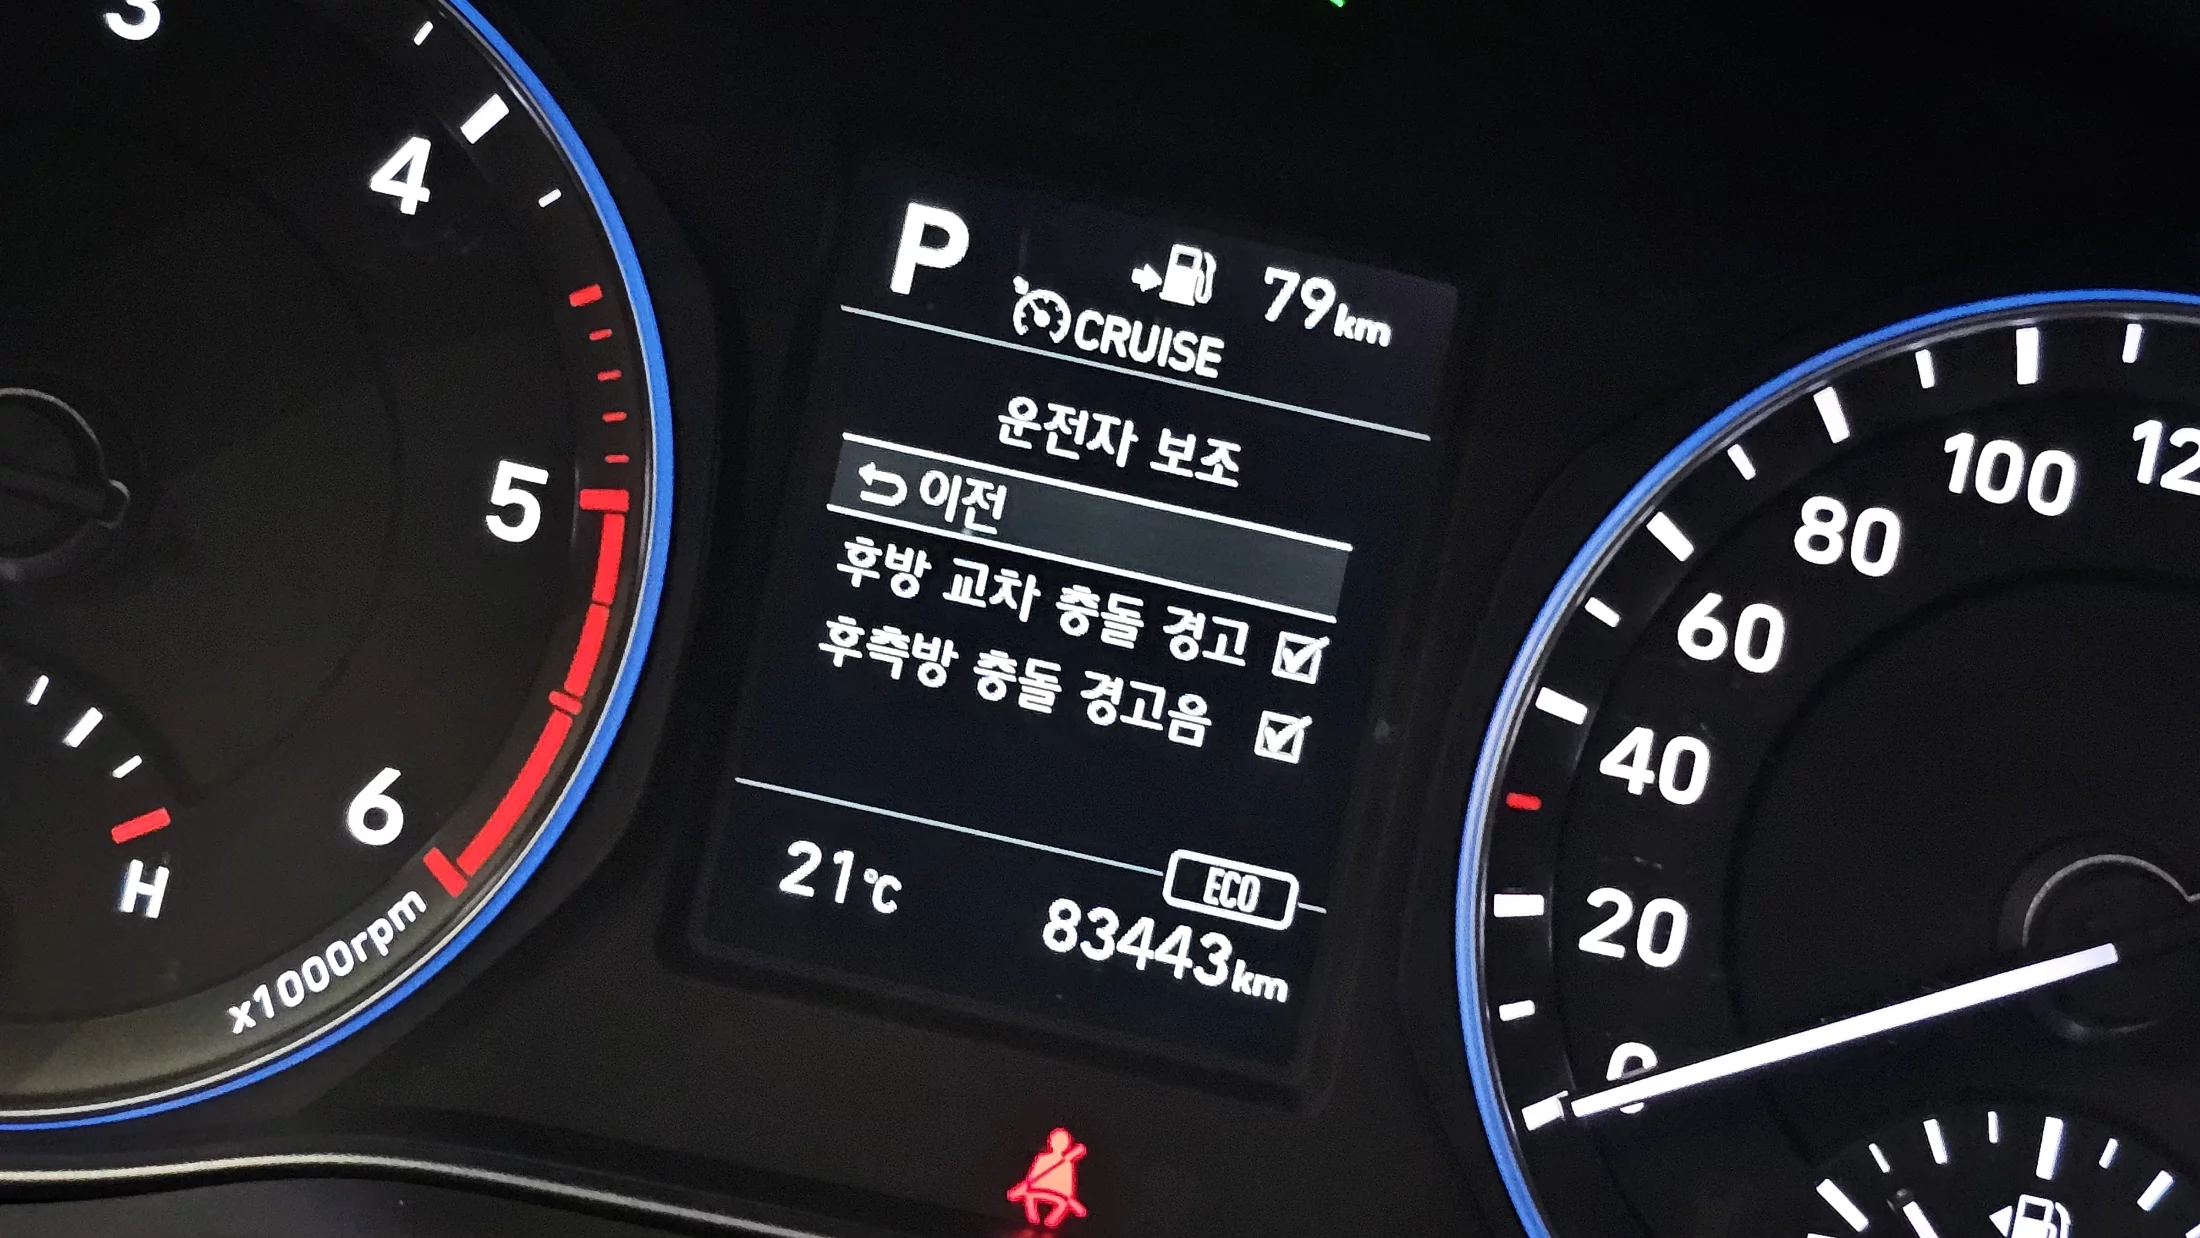 3
4
5
6
H
x1000rpm
P
79km
CRUISE
운전자 보조
이전
후방 교차 충돌 경고
후측방 충돌 경고음
21℃
ECO
83443km
0
20
40
60
80
100
12